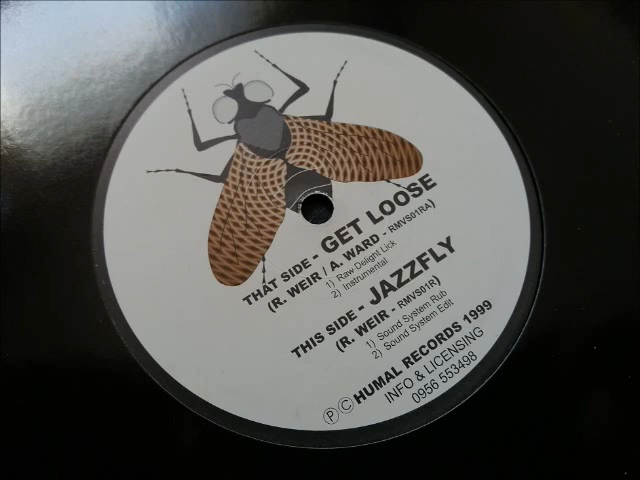 THAT SIDE - GET LOOSE
(R. WEIR / A. WARD - RMVS01RA)
1) Raw Delight Lick
2) Instrumental
THIS SIDE - JAZZFLY
(R. WEIR - RMVS01R)
1) Sound System Rub
2) Sound System Edit
Ⓟ © HUMAL RECORDS 1999
INFO & LICENSING
0956 553498